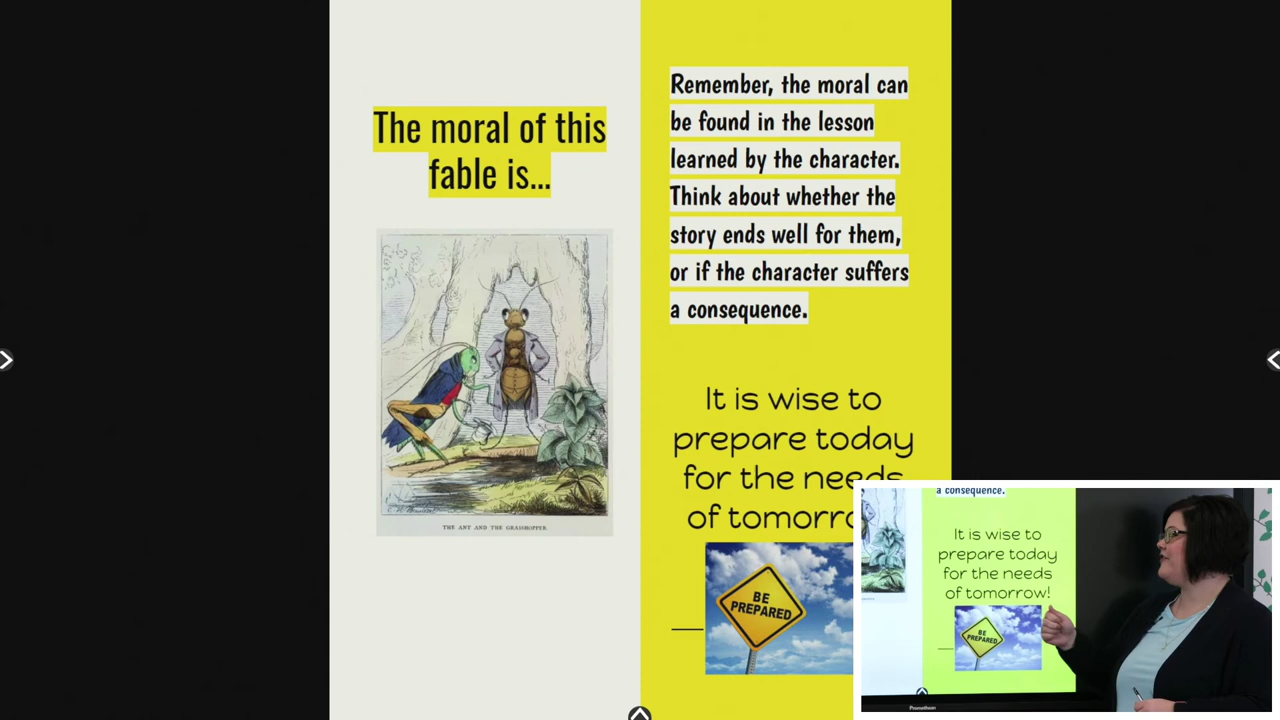 The moral of this
fable is...
THE ANT AND THE GRASSHOPPER
Remember, the moral can
be found in the lesson
learned by the character.
Think about whether the
story ends well for them,
or if the character suffers
a consequence.
It is wise to
prepare today
for the needs
of tomorro
BE
PREPARED
a consequence.
It is wise to
prepare today
for the needs
of tomorrow!
BE
PREPARED
Promethean